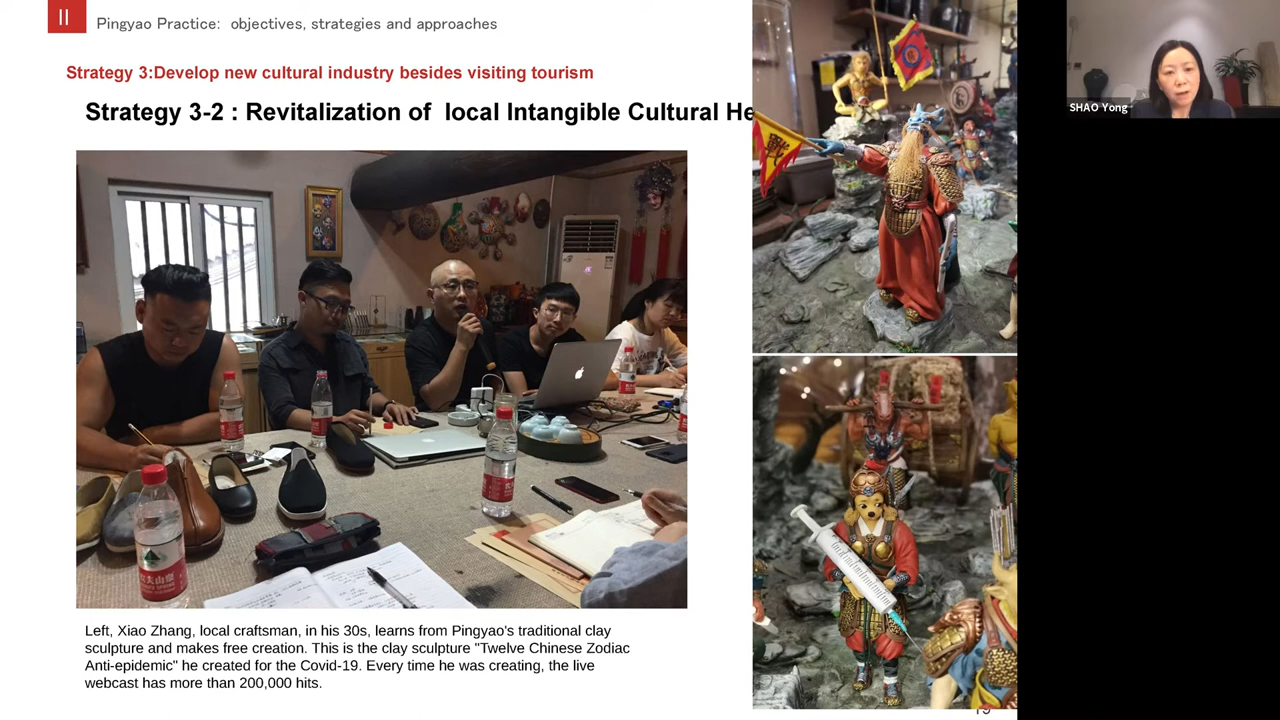 II
Pingyao Practice: objectives, strategies and approaches
Strategy 3:Develop new cultural industry besides visiting tourism
Strategy 3-2 : Revitalization of local Intangible Cultural He
SHAO Yong
戰
Left, Xiao Zhang, local craftsman, in his 30s, learns from Pingyao's traditional clay
sculpture and makes free creation. This is the clay sculpture "Twelve Chinese Zodiac
Anti-epidemic" he created for the Covid-19. Every time he was creating, the live
webcast has more than 200,000 hits.